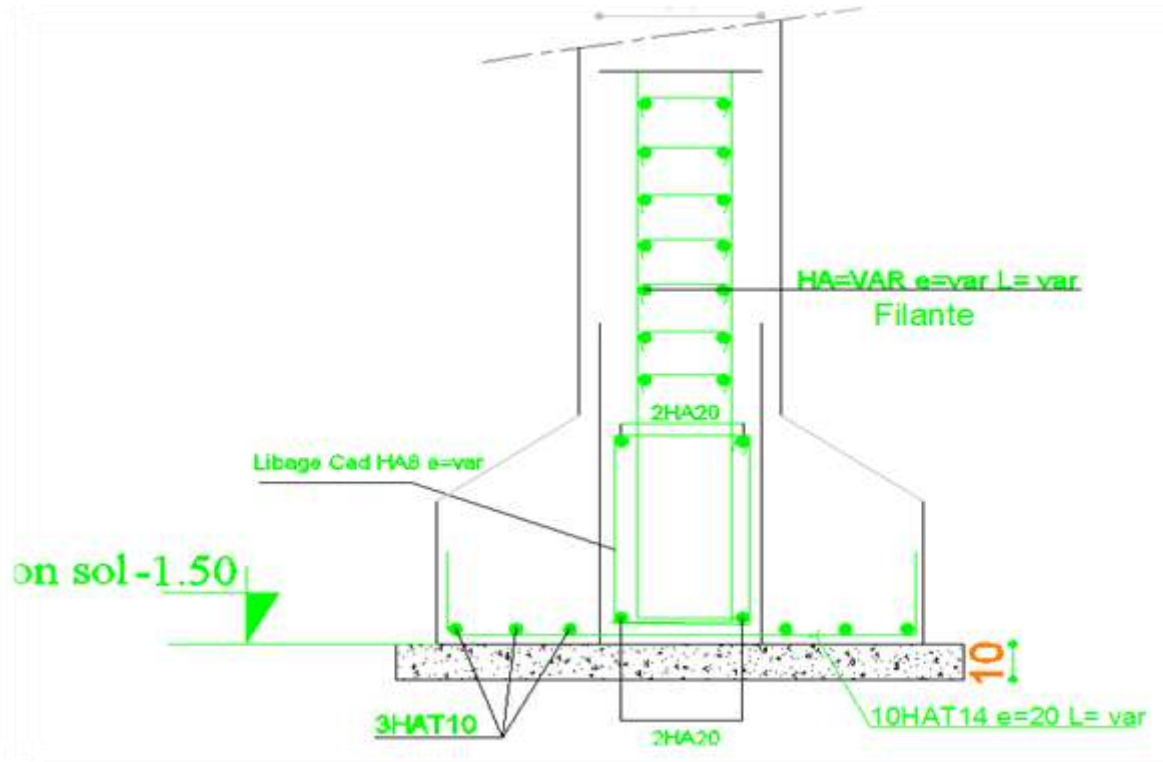 HA=VAR e=var L= var
Filante
2HA20
Libage Cad HA8 e=var
on sol -1.50
10
3HAT10
10HAT14 e=20 L= var
2HA20